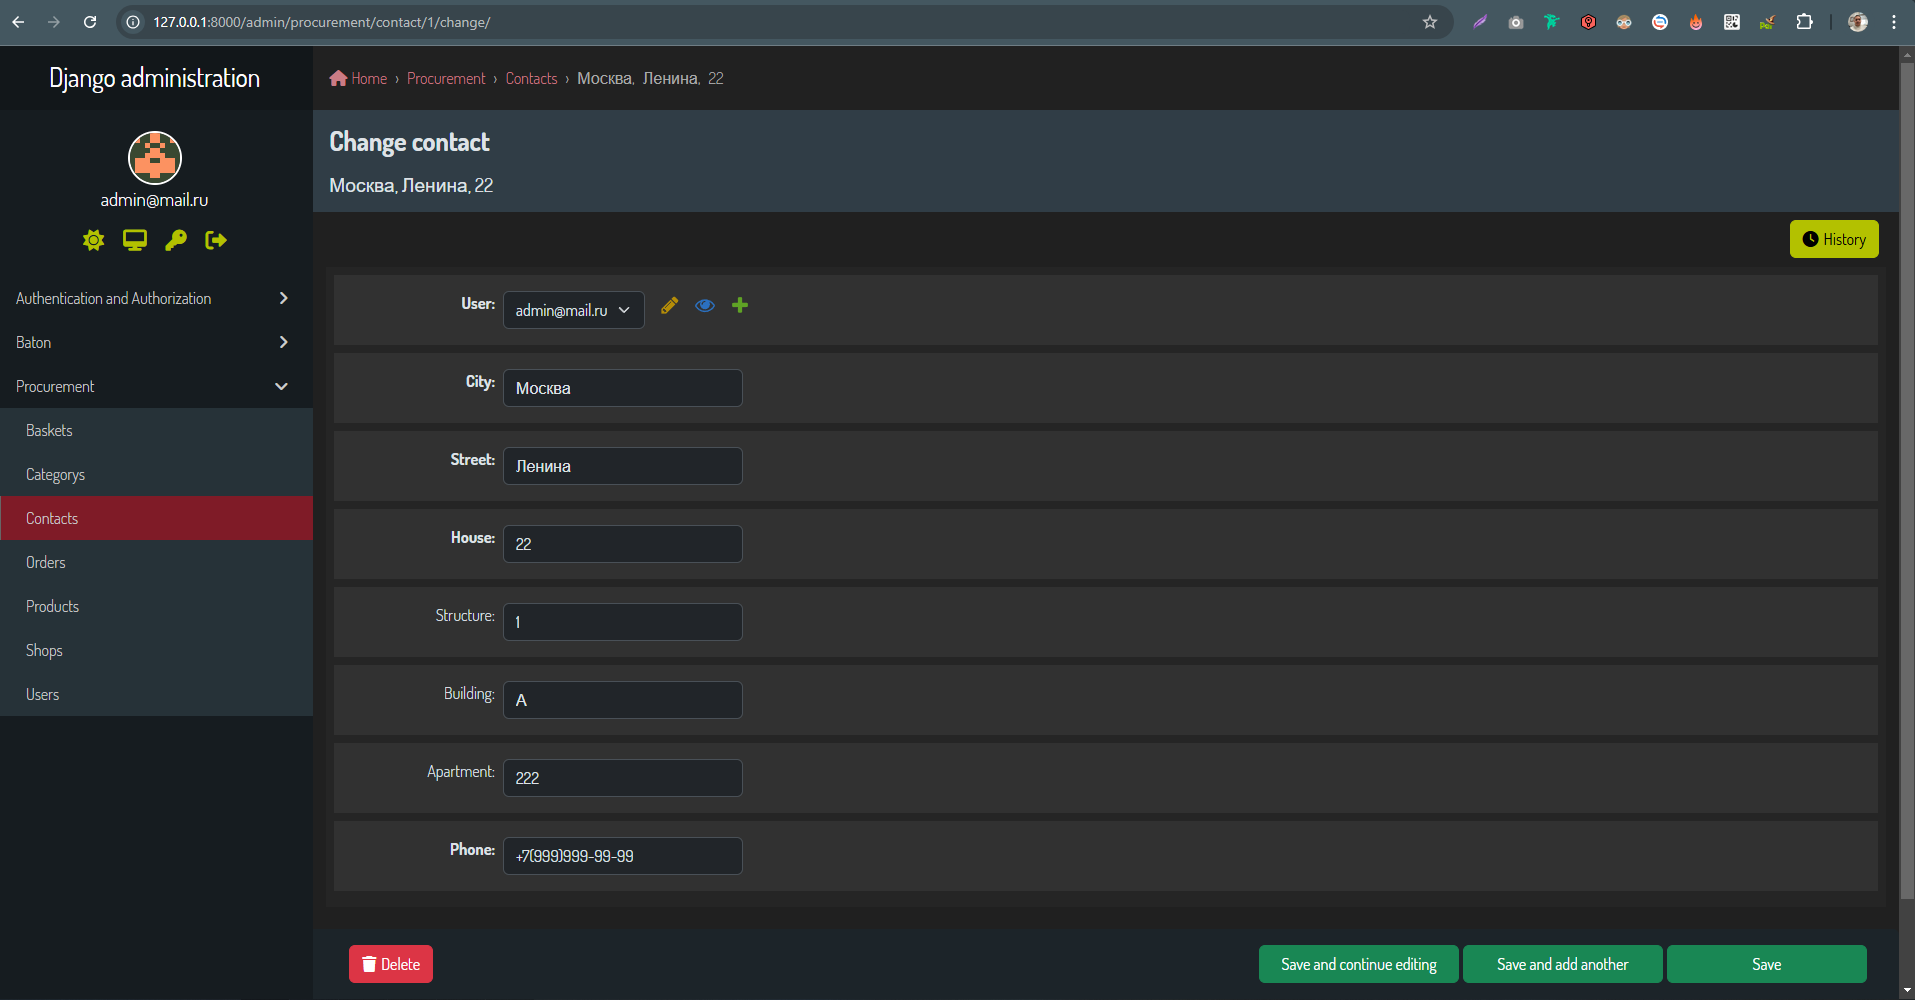 127.0.0.1:8000/admin/procurement/contact/1/change/
Django administration
Home › Procurement › Contacts › Москва, Ленина, 22
Change contact
Москва, Ленина, 22
admin@mail.ru
History
Authentication and Authorization
Baton
Procurement
Baskets
Categorys
Contacts
Orders
Products
Shops
Users
User: admin@mail.ru
City: Москва
Street: Ленина
House: 22
Structure: 1
Building: А
Apartment: 222
Phone: +7(999)999-99-99
Delete
Save and continue editing
Save and add another
Save